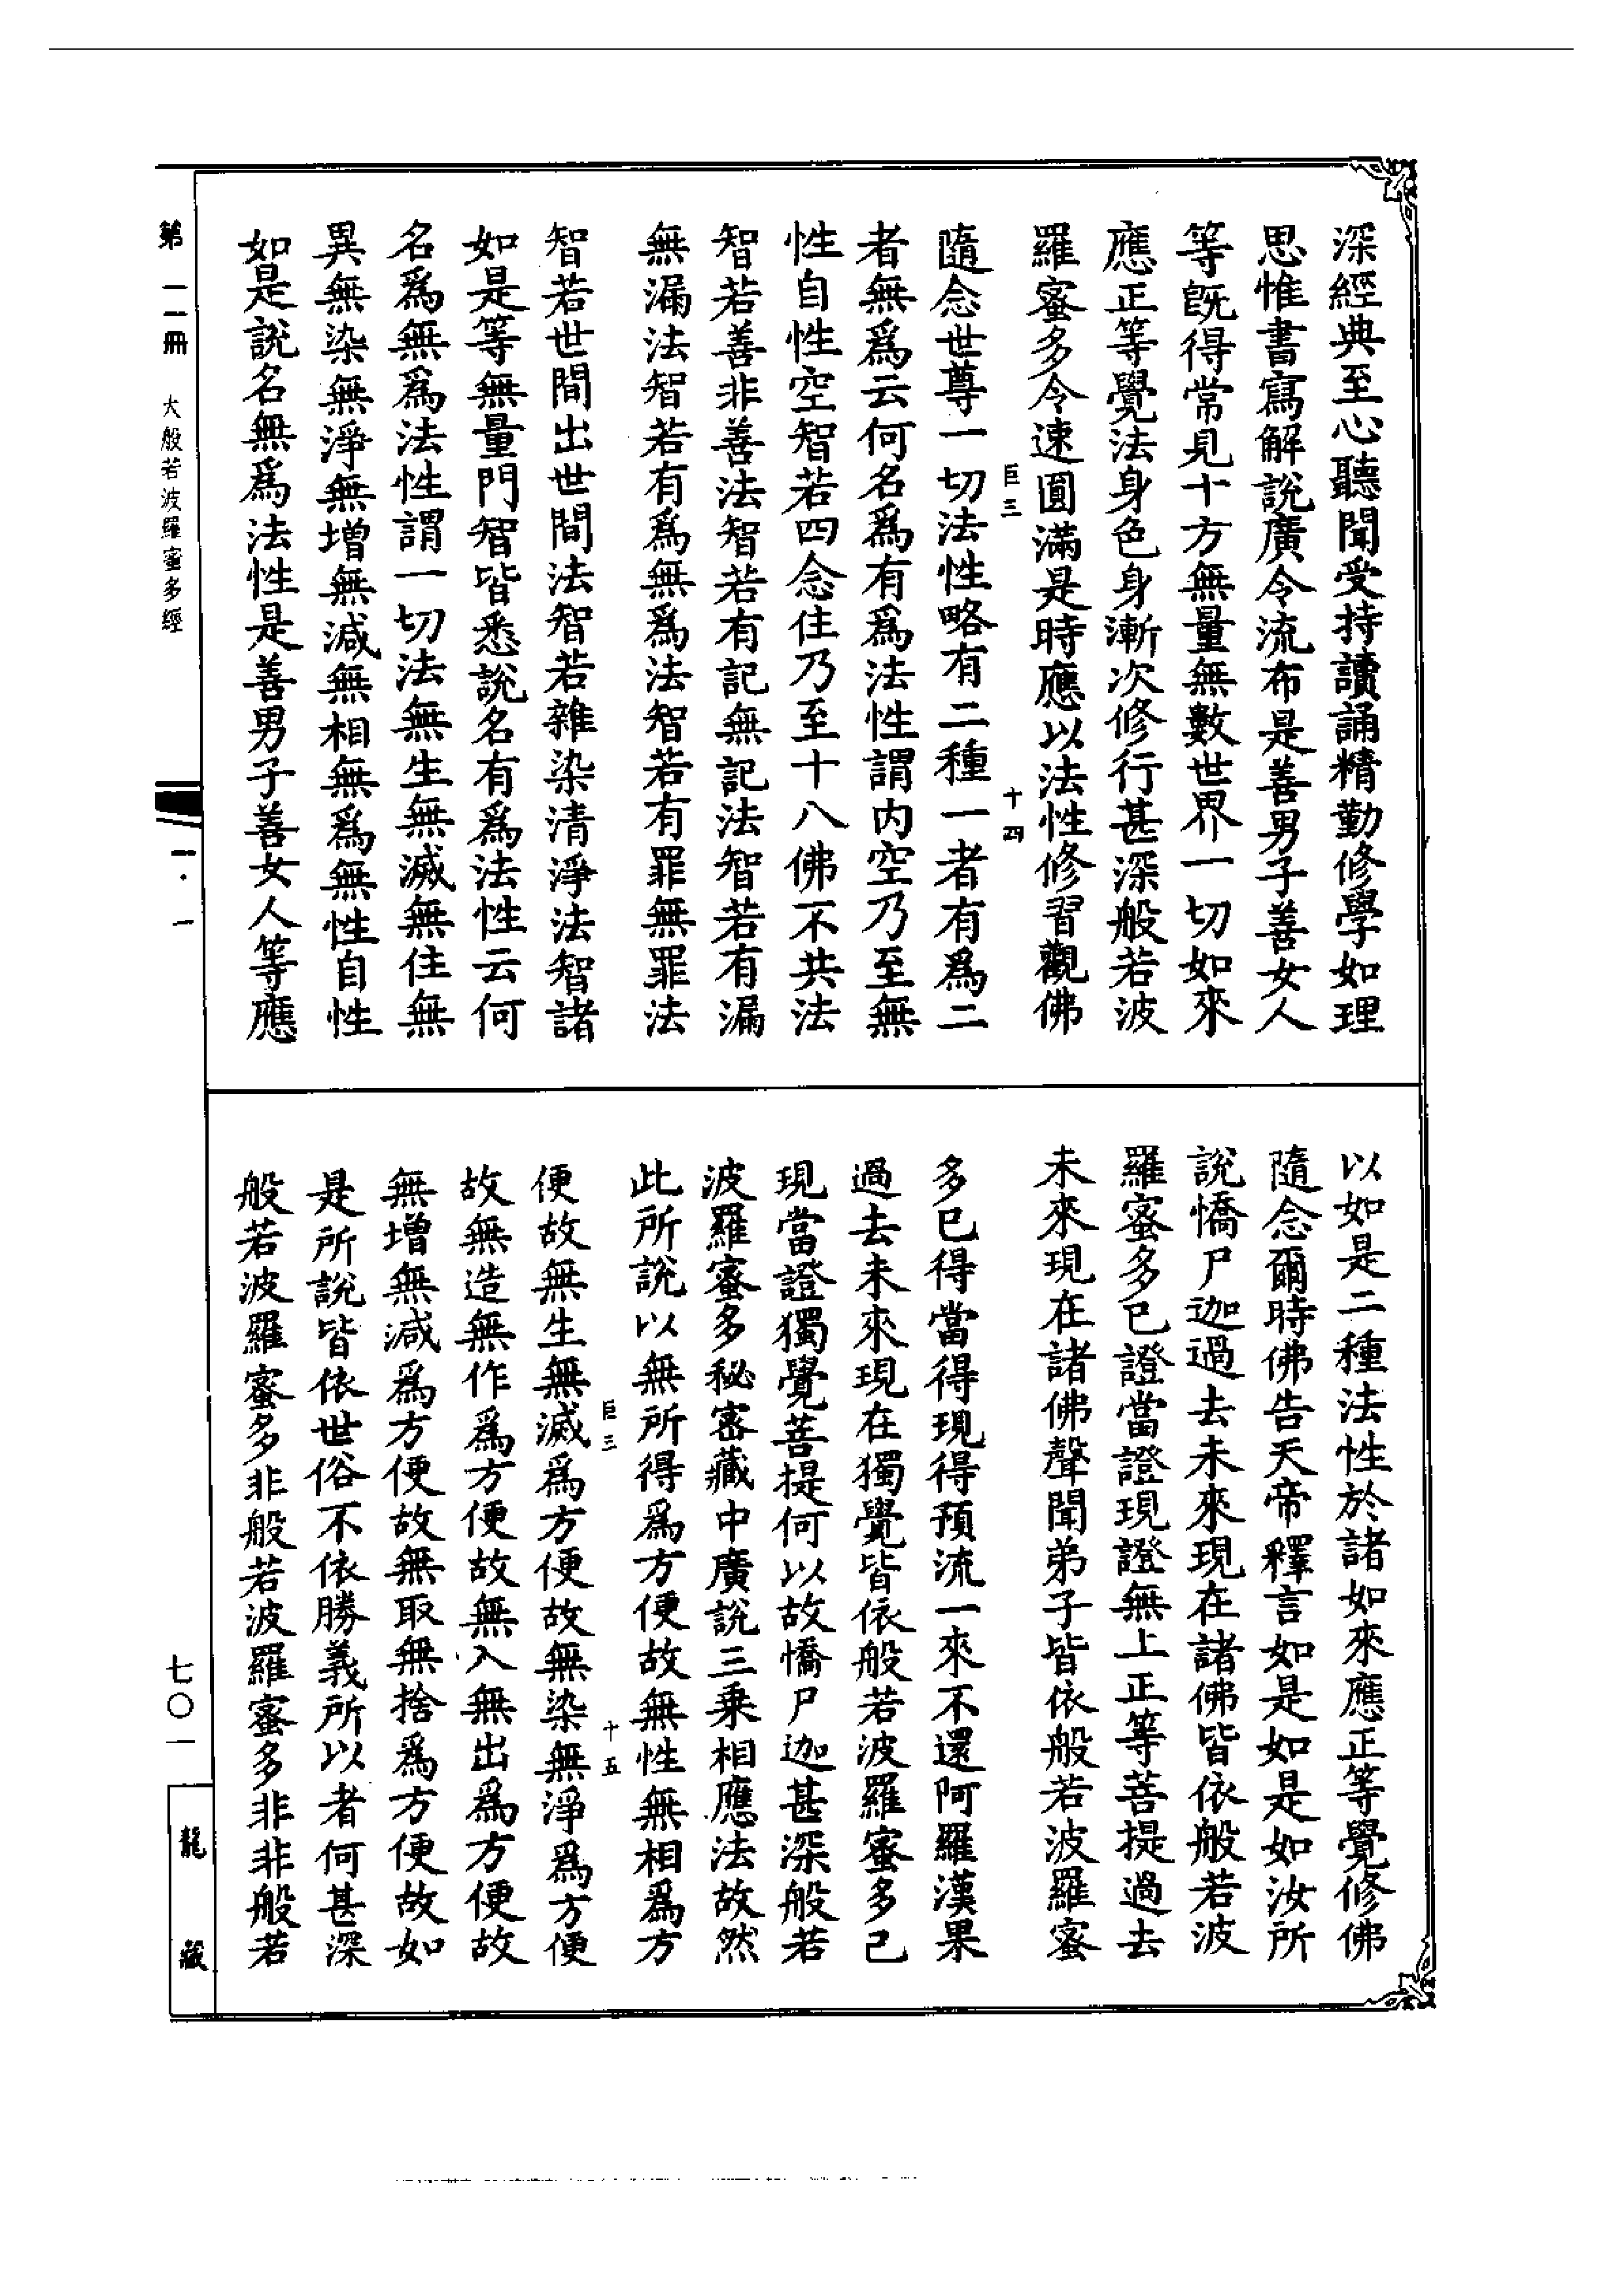 深經典至心聽聞受持讀誦精勤修學如理
思惟書寫解說廣令流布是善男子善女人
等旣得常見十方無量無數世界一切如來
應正等覺法身色身漸次修行甚深般若波
羅蜜多令速圓滿是時應以法性修習觀佛
巨三 十四
隨念世尊一切法性略有二種一者有爲二
者無爲云何名爲有爲法性謂内空乃至無
性自性空智若四念住乃至十八佛不共法
智若善非善法智若有記無記法智若有漏
無漏法智若有爲無爲法智若有罪無罪法
智若世間出世間法智若雜染清淨法智諸
如是等無量門智皆悉說名有爲法性云何
名爲無爲法性謂一切法無生無滅無住無
異無染無淨無增無減無相無爲無性自性
如是說名無爲法性是善男子善女人等應
以如是二種法性於諸如來應正等覺修佛
隨念爾時佛告天帝釋言如是如是如汝所
說憍尸迦過去未來現在諸佛皆依般若波
羅蜜多已證當證現證無上正等菩提過去
未來現在諸佛聲聞弟子皆依般若波羅蜜
多已得當得現得預流一來不還阿羅漢果
過去未來現在獨覺皆依般若波羅蜜多已
現當證獨覺菩提何以故憍尸迦甚深般若
波羅蜜多秘密藏中廣說三乘相應法故然
此所說以無所得爲方便故無性無相爲方
巨三 十五
便故無生無滅爲方便故無染無淨爲方便
故無造無作爲方便故無入無出爲方便故
無增無減爲方便故無取無捨爲方便故如
是所說皆依世俗不依勝義所以者何甚深
般若波羅蜜多非般若波羅蜜多非非般若
第一一冊 大般若波羅蜜多經
一·一
七〇一
龍藏